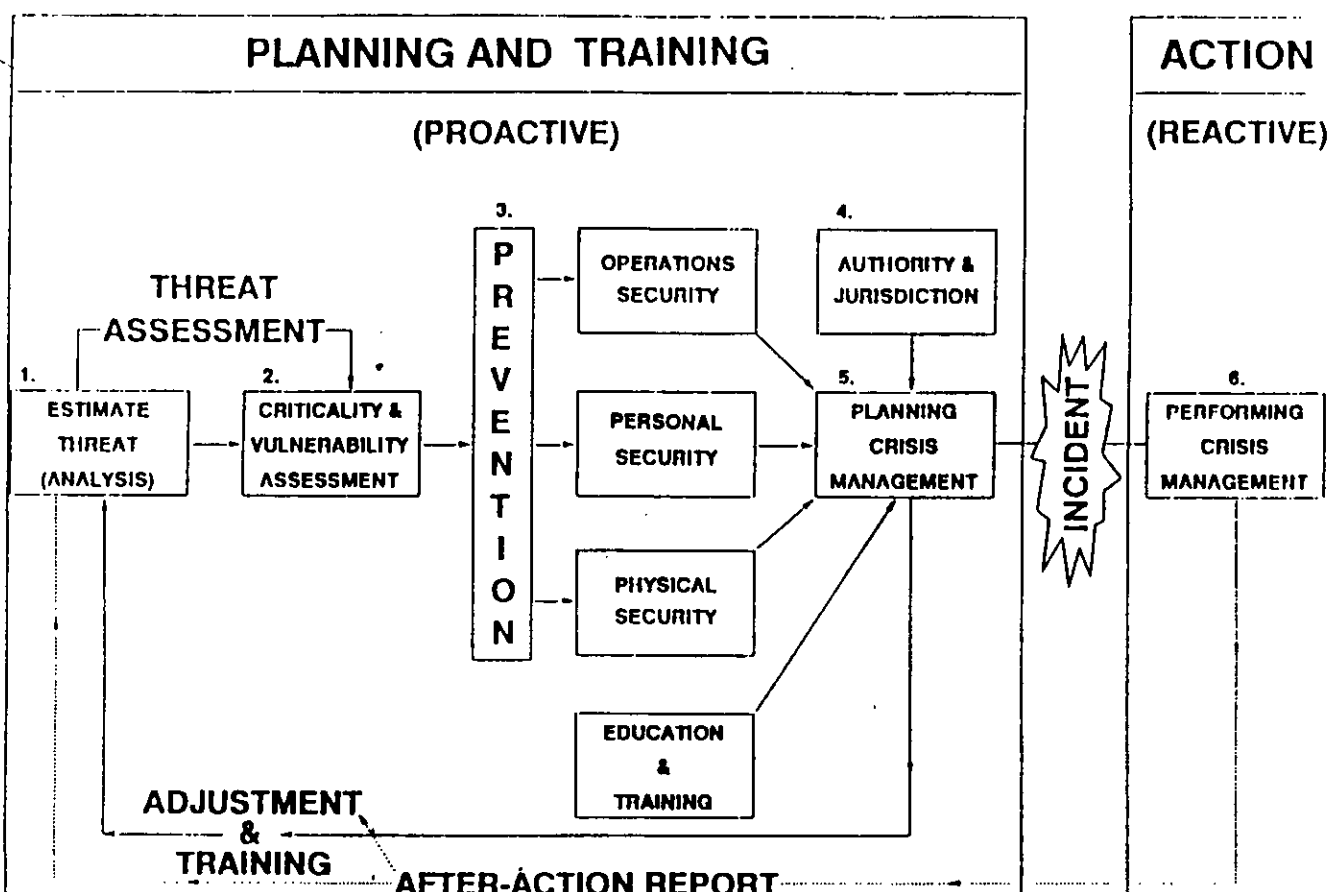 PLANNING AND TRAINING
ACTION
(PROACTIVE)
(REACTIVE)
THREAT
ASSESSMENT
1.
ESTIMATE
THREAT
(ANALYSIS)
2.
CRITICALITY &
VULNERABILITY
ASSESSMENT
3.
PREVENTION
OPERATIONS
SECURITY
PERSONAL
SECURITY
PHYSICAL
SECURITY
EDUCATION
&
TRAINING
4.
AUTHORITY &
JURISDICTION
5.
PLANNING
CRISIS
MANAGEMENT
INCIDENT
6.
PERFORMING
CRISIS
MANAGEMENT
ADJUSTMENT
&
TRAINING
AFTER-ACTION REPORT